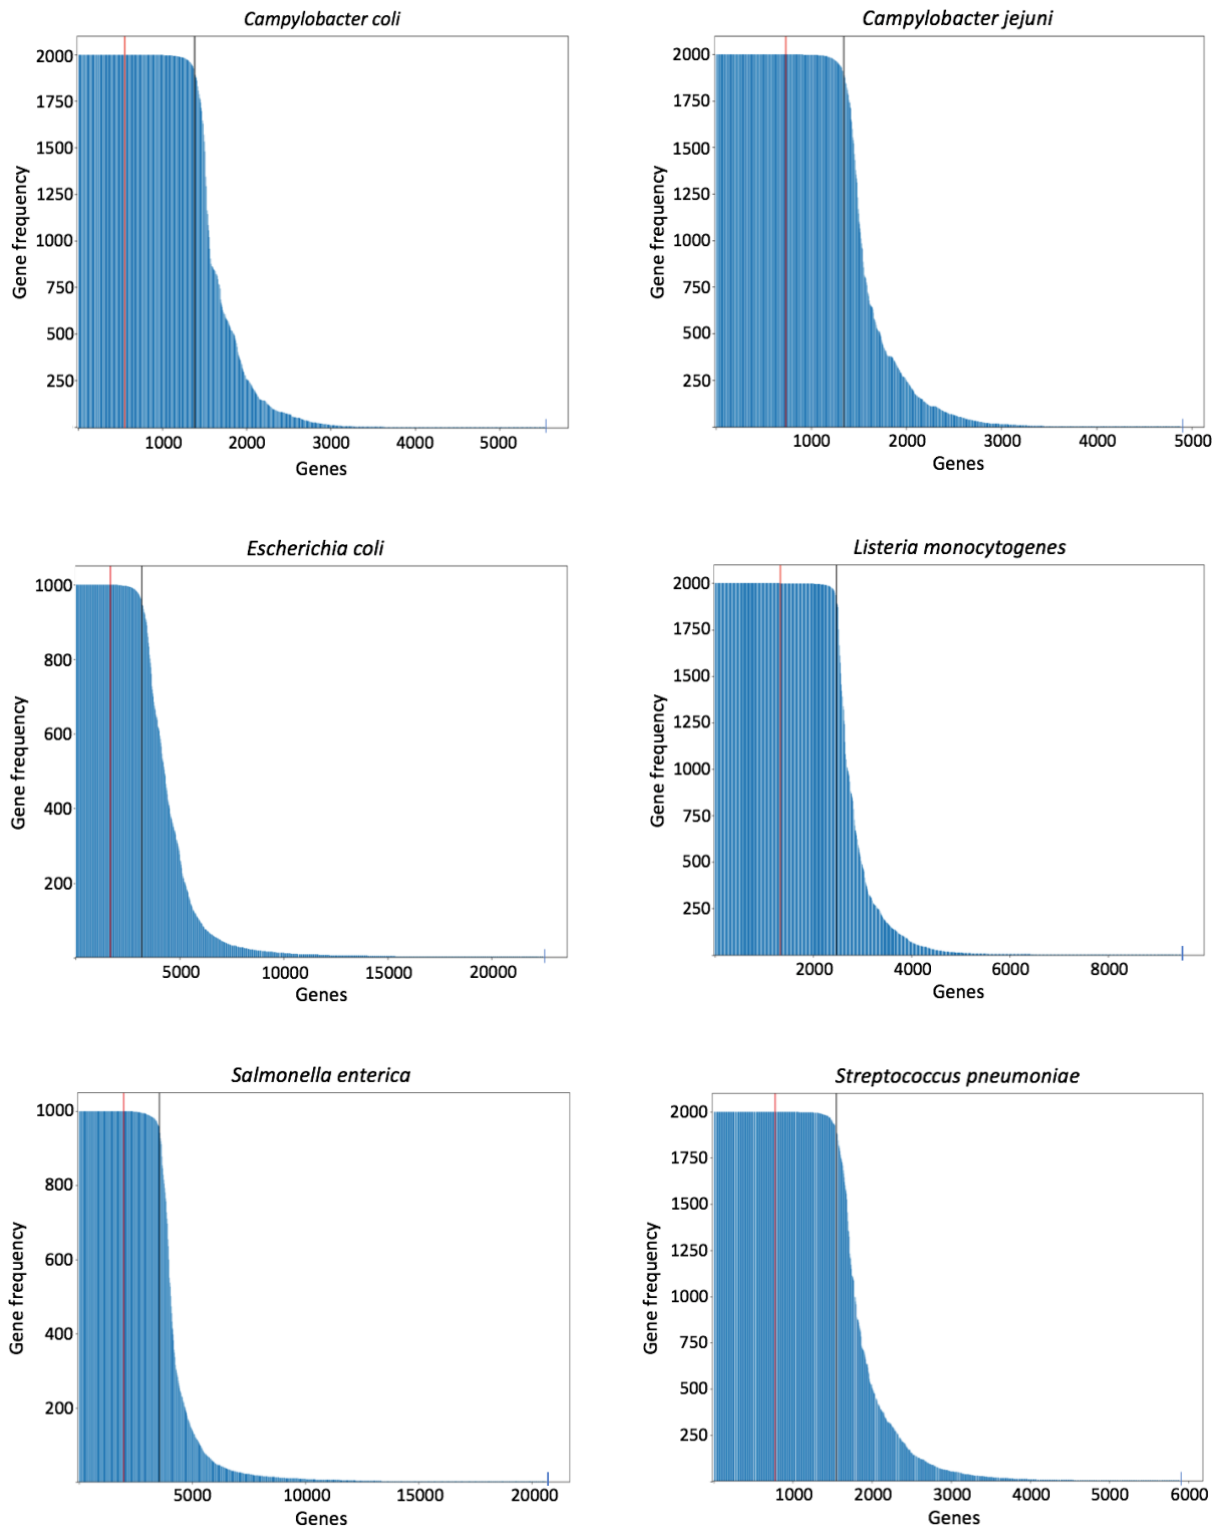 Campylobacter coli
2000
1750
1500
1250
1000
750
500
250
Gene frequency
1000 2000 3000 4000 5000
Genes
Campylobacter jejuni
2000
1750
1500
1250
1000
750
500
250
Gene frequency
1000 2000 3000 4000 5000
Genes
Escherichia coli
1000
800
600
400
200
Gene frequency
5000 10000 15000 20000
Genes
Listeria monocytogenes
2000
1750
1500
1250
1000
750
500
250
Gene frequency
2000 4000 6000 8000
Genes
Salmonella enterica
1000
800
600
400
200
Gene frequency
5000 10000 15000 20000
Genes
Streptococcus pneumoniae
2000
1750
1500
1250
1000
750
500
250
Gene frequency
1000 2000 3000 4000 5000 6000
Genes